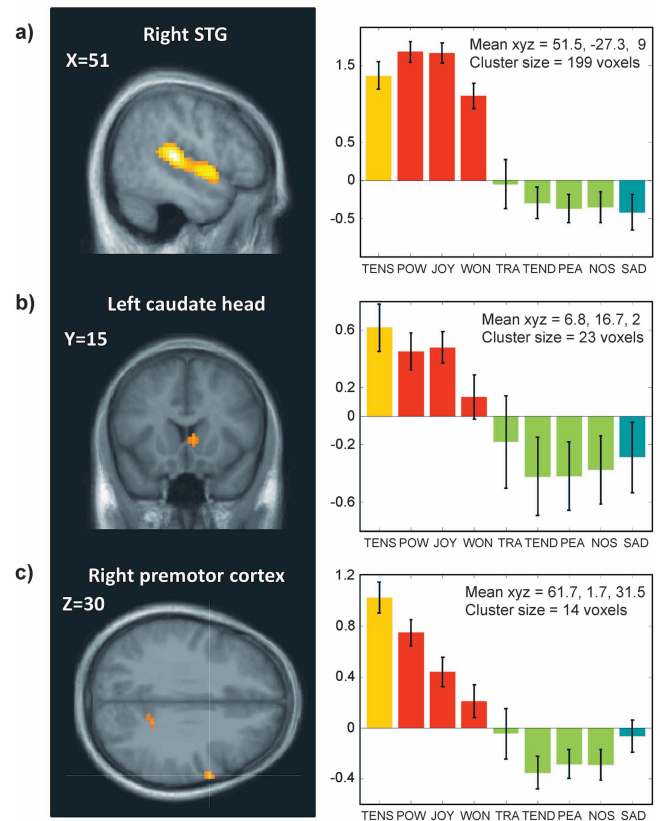 a)
Right STG
X=51
Mean xyz = 51.5, -27.3, 9
Cluster size = 199 voxels
1.5
0.5
0
-0.5
TENS POW JOY WON TRA TEND PEA NOS SAD
b)
Left caudate head
Y=15
Mean xyz = 6.8, 16.7, 2
Cluster size = 23 voxels
0.6
0.2
0
-0.2
-0.6
TENS POW JOY WON TRA TEND PEA NOS SAD
c)
Right premotor cortex
Z=30
Mean xyz = 61.7, 1.7, 31.5
Cluster size = 14 voxels
1.2
0.8
0.4
0
-0.4
TENS POW JOY WON TRA TEND PEA NOS SAD